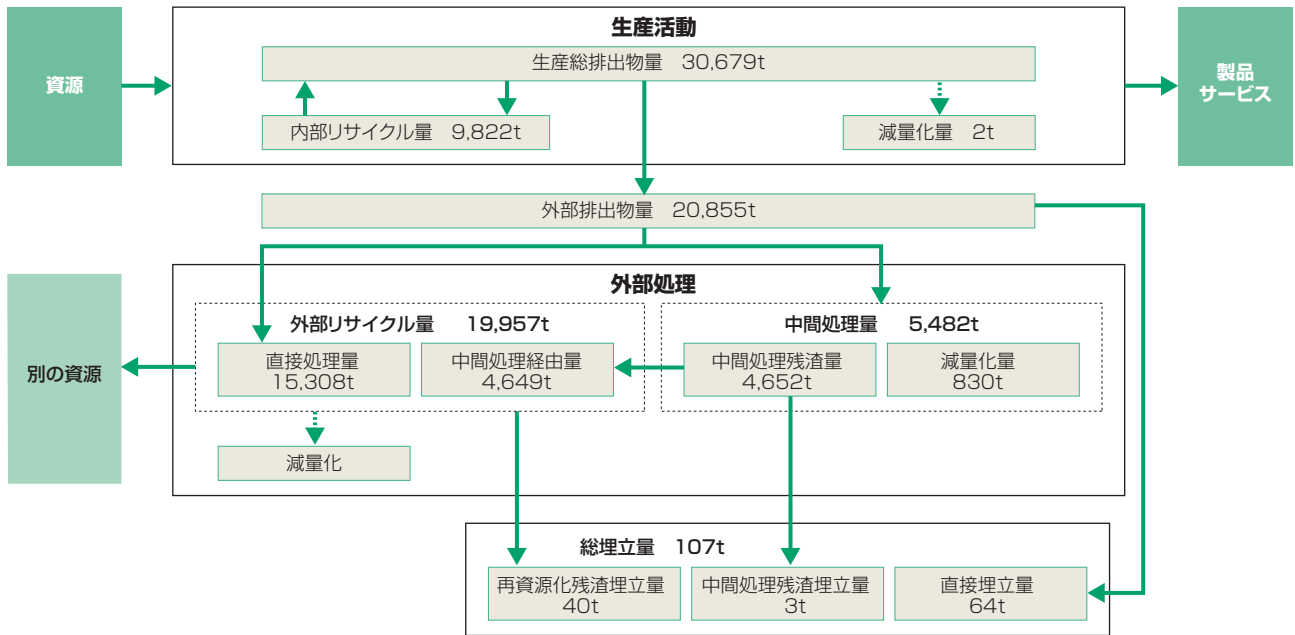 生産活動
資源
生産総排出物量　30,679t
製品
サービス
内部リサイクル量　9,822t
減量化量　2t
外部排出物量　20,855t
外部処理
外部リサイクル量　19,957t
中間処理量　5,482t
別の資源
直接処理量
15,308t
中間処理経由量
4,649t
中間処理残渣量
4,652t
減量化量
830t
減量化
総埋立量　107t
再資源化残渣埋立量
40t
中間処理残渣埋立量
3t
直接埋立量
64t